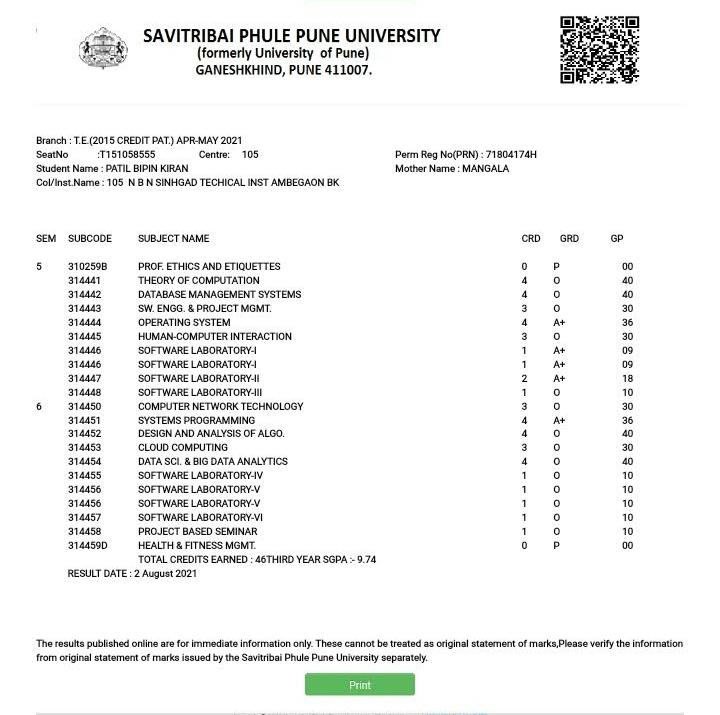 SAVITRIBAI PHULE PUNE UNIVERSITY
(formerly University of Pune)
GANESHKHIND, PUNE 411007.
Branch : T.E.(2015 CREDIT PAT.) APR-MAY 2021
SeatNo :T151058555 Centre: 105 Perm Reg No(PRN) : 71804174H
Student Name : PATIL BIPIN KIRAN Mother Name : MANGALA
Col/Inst.Name : 105 N B N SINHGAD TECHICAL INST AMBEGAON BK
SEM SUBCODE SUBJECT NAME CRD GRD GP
5 310259B PROF. ETHICS AND ETIQUETTES 0 P 00
314441 THEORY OF COMPUTATION 4 O 40
314442 DATABASE MANAGEMENT SYSTEMS 4 O 40
314443 SW. ENGG. & PROJECT MGMT. 3 O 30
314444 OPERATING SYSTEM 4 A+ 36
314445 HUMAN-COMPUTER INTERACTION 3 O 30
314446 SOFTWARE LABORATORY-I 1 A+ 09
314446 SOFTWARE LABORATORY-I 1 A+ 09
314447 SOFTWARE LABORATORY-II 2 A+ 18
314448 SOFTWARE LABORATORY-III 1 O 10
6 314450 COMPUTER NETWORK TECHNOLOGY 3 O 30
314451 SYSTEMS PROGRAMMING 4 A+ 36
314452 DESIGN AND ANALYSIS OF ALGO. 4 O 40
314453 CLOUD COMPUTING 3 O 30
314454 DATA SCI. & BIG DATA ANALYTICS 4 O 40
314455 SOFTWARE LABORATORY-IV 1 O 10
314456 SOFTWARE LABORATORY-V 1 O 10
314456 SOFTWARE LABORATORY-V 1 O 10
314457 SOFTWARE LABORATORY-VI 1 O 10
314458 PROJECT BASED SEMINAR 1 O 10
314459D HEALTH & FITNESS MGMT. 0 P 00
TOTAL CREDITS EARNED : 46THIRD YEAR SGPA :- 9.74
RESULT DATE : 2 August 2021
The results published online are for immediate information only. These cannot be treated as original statement of marks,Please verify the information
from original statement of marks issued by the Savitribai Phule Pune University separately.
Print